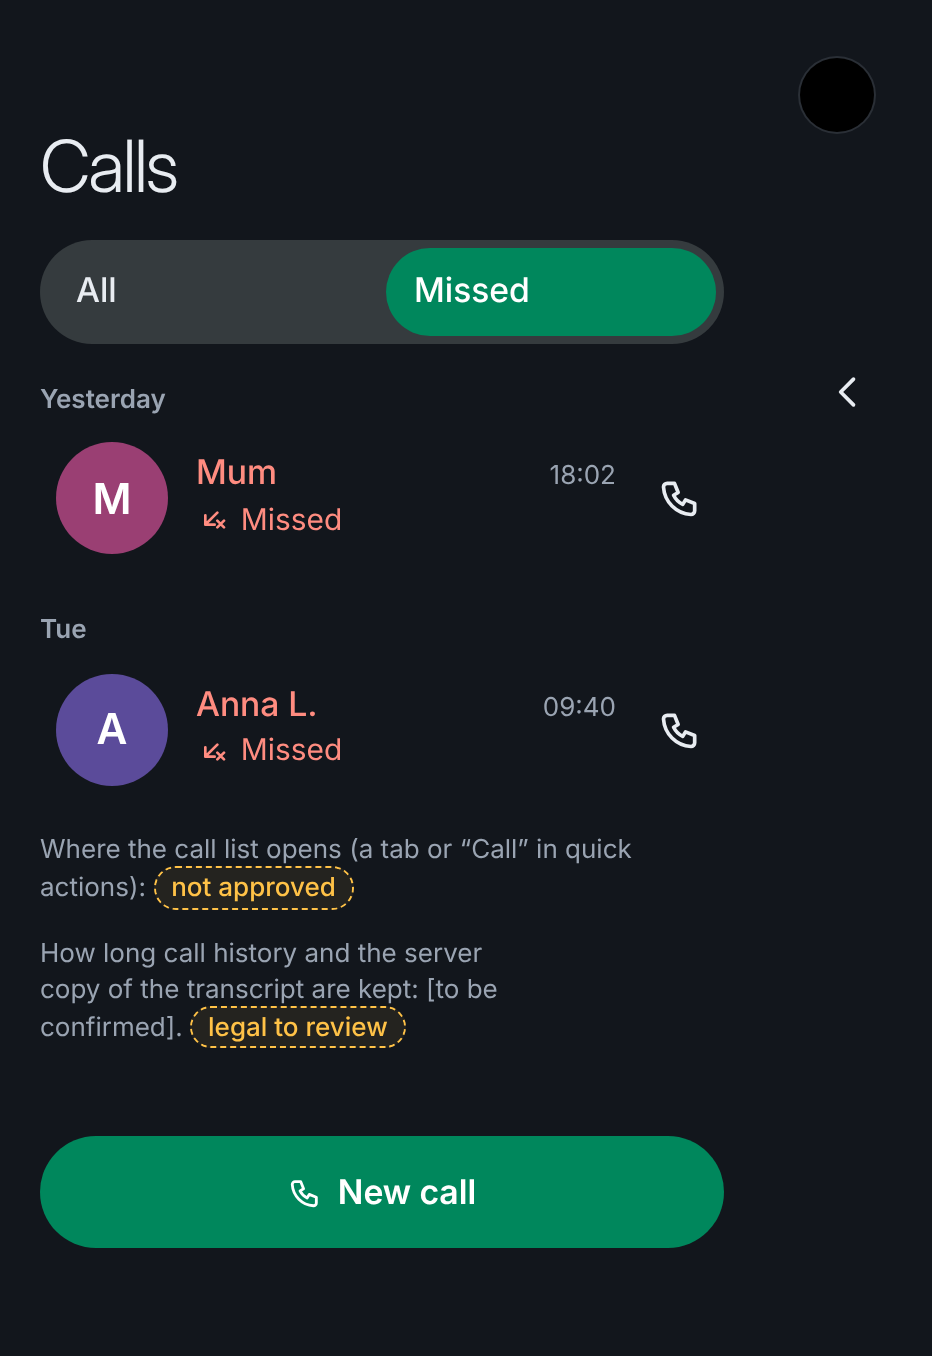 Calls
All
Missed
Yesterday
M
Mum
18:02
Missed
Tue
A
Anna L.
09:40
Missed
Where the call list opens (a tab or “Call” in quick
actions): not approved
How long call history and the server
copy of the transcript are kept: [to be
confirmed]. legal to review
New call